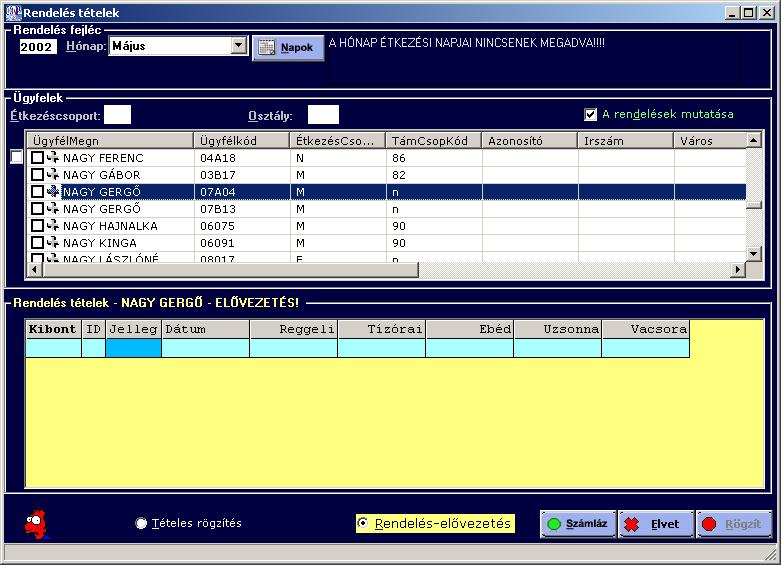 Rendelés tételek
Rendelés fejléc
2002 Hónap: Május Napok A HÓNAP ÉTKEZÉSI NAPJAI NINCSENEK MEGADVA!!!!
Ügyfelek
Étkezéscsoport: Osztály: A rendelések mutatása
ÜgyfélMegn Ügyfélkód ÉtkezésCso... TámCsopKód Azonosító Irszám Város
NAGY FERENC 04A18 N 86
NAGY GÁBOR 03B17 M 82
NAGY GERGŐ 07A04 M n
NAGY GERGŐ 07B13 M n
NAGY HAJNALKA 06075 M 90
NAGY KINGA 06091 M 90
NAGY LÁSZLÓNÉ 08017 F n
Rendelés tételek - NAGY GERGŐ - ELŐVEZETÉS!
Kibont ID Jelleg Dátum Reggeli Tízórai Ebéd Uzsonna Vacsora
Tételes rögzítés Rendelés-elővezetés Számláz Elvet Rögzít